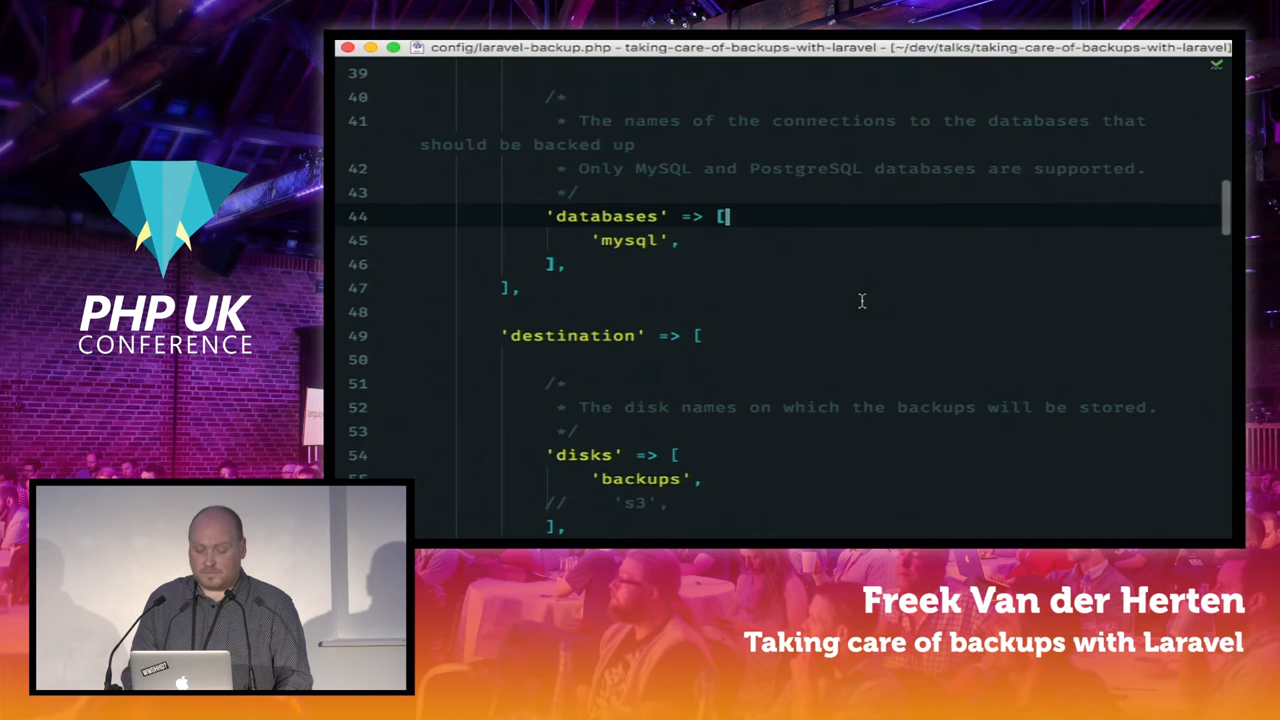 config/laravel-backup.php - taking-care-of-backups-with-laravel - [~/dev/talks/taking-care-of-backups-with-laravel]
39
40 /*
41 * The names of the connections to the databases that
should be backed up
42 * Only MySQL and PostgreSQL databases are supported.
43 */
44 'databases' => [
45 'mysql',
46 ],
47 ],
48
49 'destination' => [
50
51 /*
52 * The disk names on which the backups will be stored.
53 */
54 'disks' => [
55 'backups',
// 's3',
],
PHP UK
CONFERENCE
Freek Van der Herten
Taking care of backups with Laravel